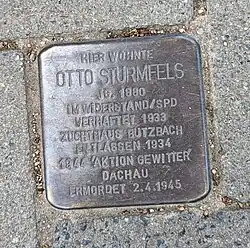 HIER WOHNTE
OTTO STURMFELS
JG. 1880
IM WIDERSTAND/SPD
VERHAFTET 1933
ZUCHTHAUS BUTZBACH
ENTLASSEN 1934
1944 'AKTION GEWITTER'
DACHAU
ERMORDET 2.4.1945